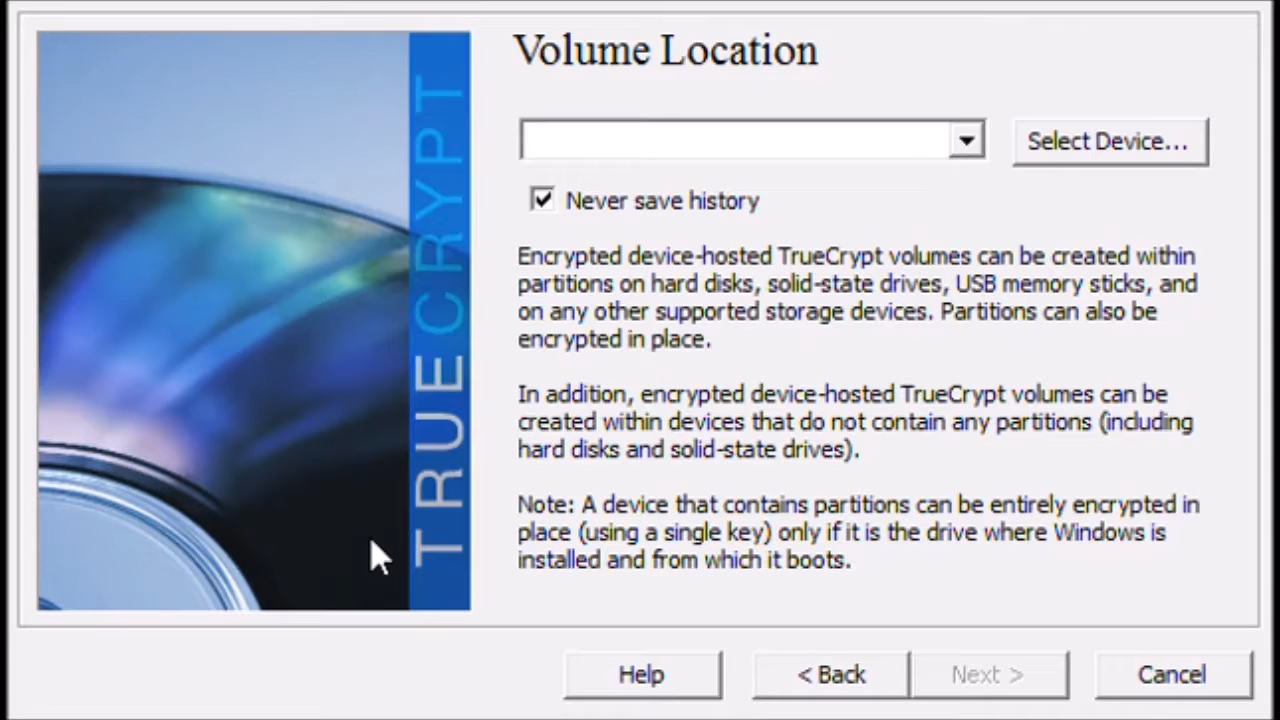 Volume Location
Select Device...
Never save history
Encrypted device-hosted TrueCrypt volumes can be created within
partitions on hard disks, solid-state drives, USB memory sticks, and
on any other supported storage devices. Partitions can also be
encrypted in place.
In addition, encrypted device-hosted TrueCrypt volumes can be
created within devices that do not contain any partitions (including
hard disks and solid-state drives).
Note: A device that contains partitions can be entirely encrypted in
place (using a single key) only if it is the drive where Windows is
installed and from which it boots.
TRUECRYPT
Help
< Back
Next >
Cancel